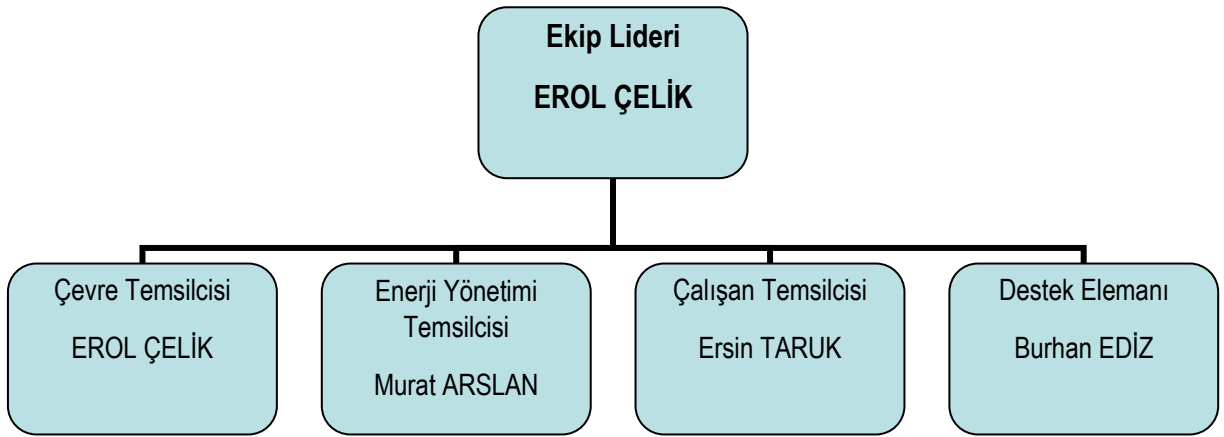 Ekip Lideri
EROL ÇELİK
Çevre Temsilcisi
EROL ÇELİK
Enerji Yönetimi
Temsilcisi
Murat ARSLAN
Çalışan Temsilcisi
Ersin TARUK
Destek Elemanı
Burhan EDİZ